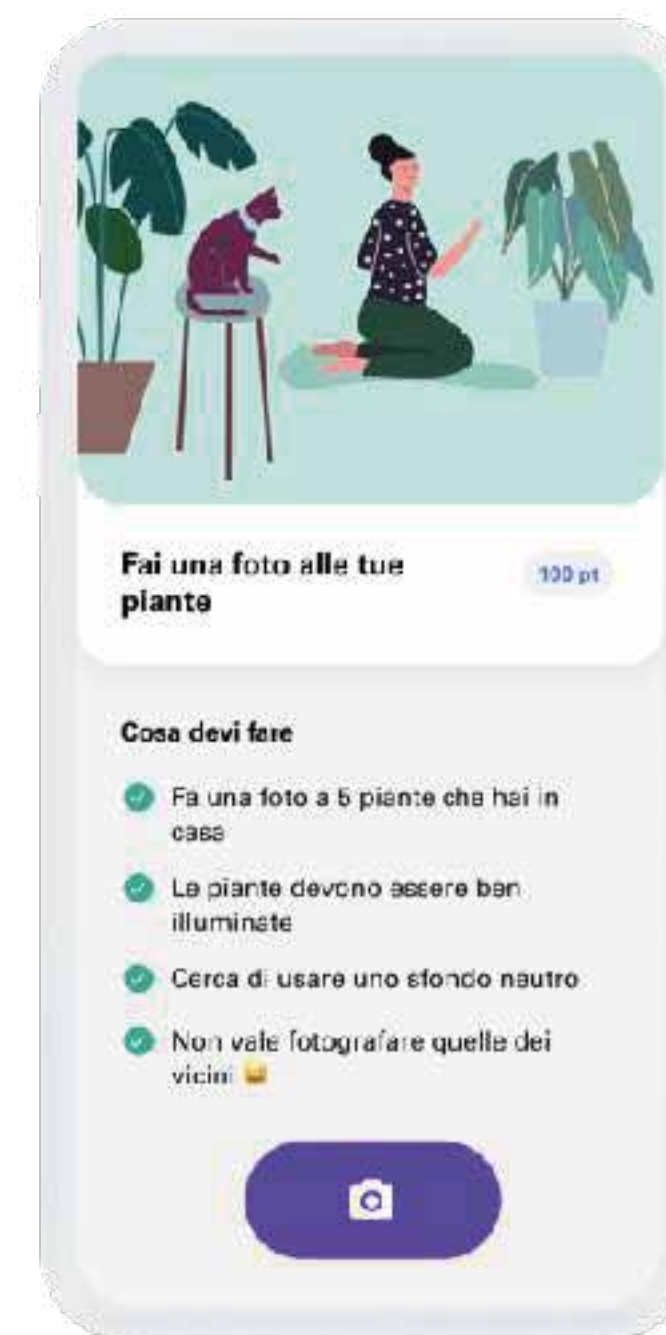 Fai una foto alle tue
piante
100 pt
Cosa devi fare
Fa una foto a 5 piante che hai in
casa
Le piante devono essere ben
illuminate
Cerca di usare uno sfondo neutro
Non vale fotografare quelle dei
vicini 😄